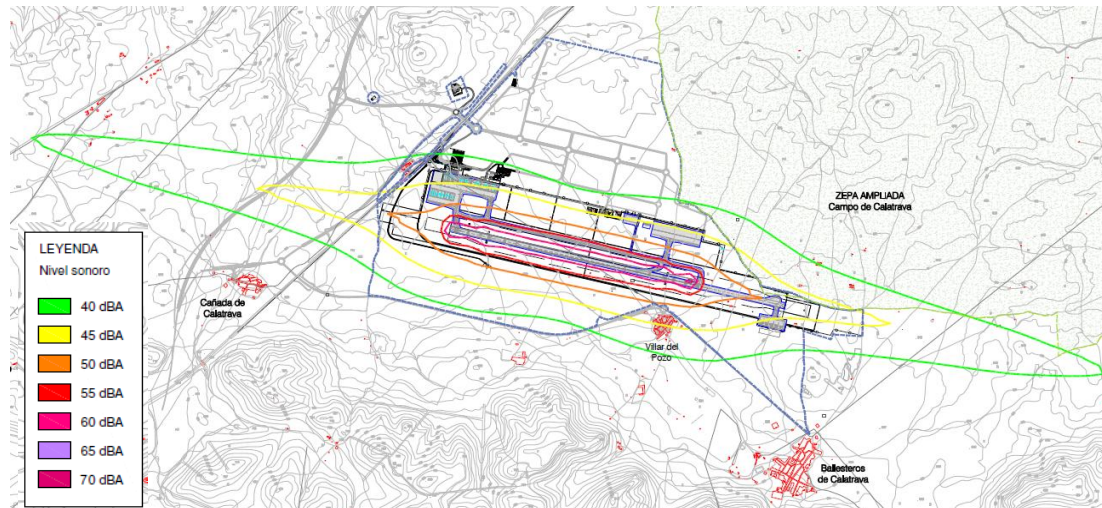 ZEPA AMPLIADA
Campo de Calatrava
LEYENDA
Nivel sonoro
40 dBA
45 dBA
50 dBA
55 dBA
60 dBA
65 dBA
70 dBA
Cañada de
Calatrava
Villar del
Pozo
Ballesteros
de Calatrava